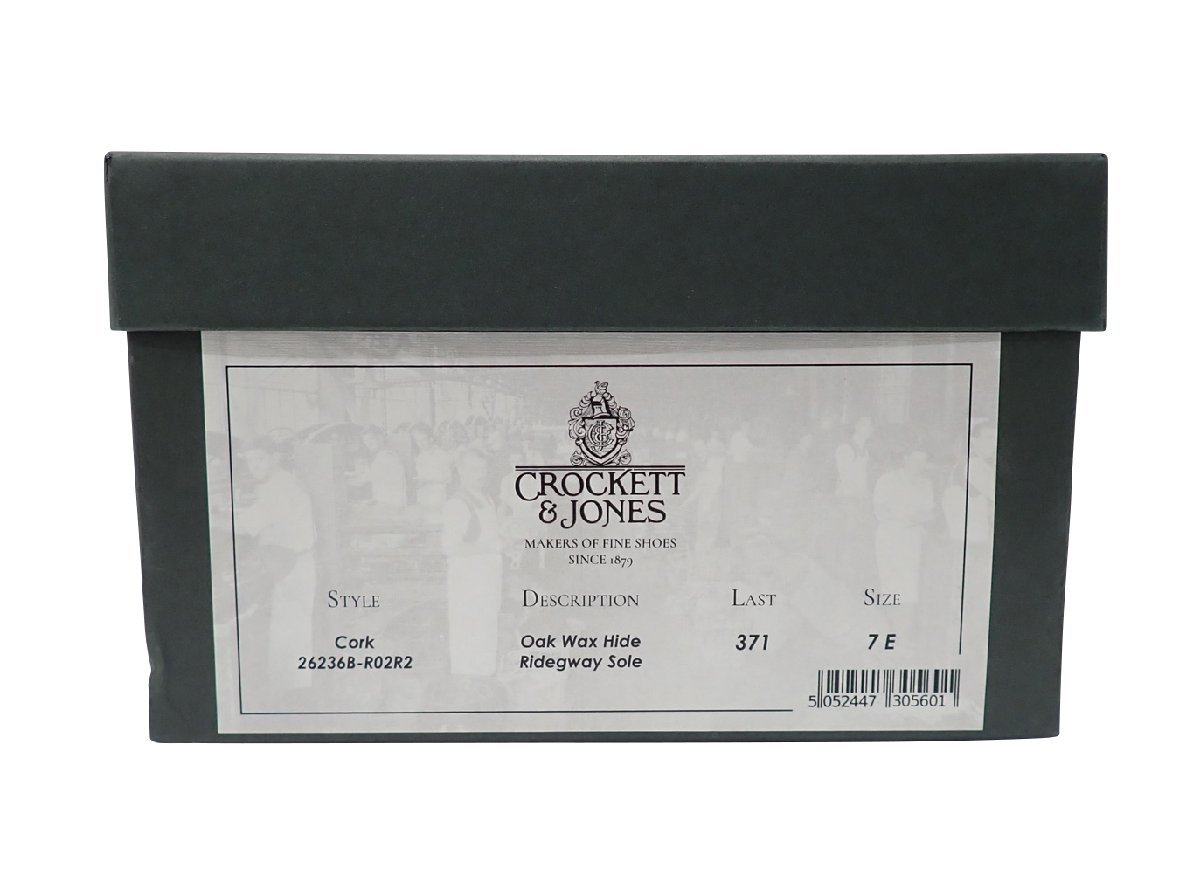 CROCKETT
& JONES
MAKERS OF FINE SHOES
SINCE 1879
STYLE DESCRIPTION LAST SIZE
Cork Oak Wax Hide 371 7 E
26236B-R02R2 Ridegway Sole
5 052447 305601